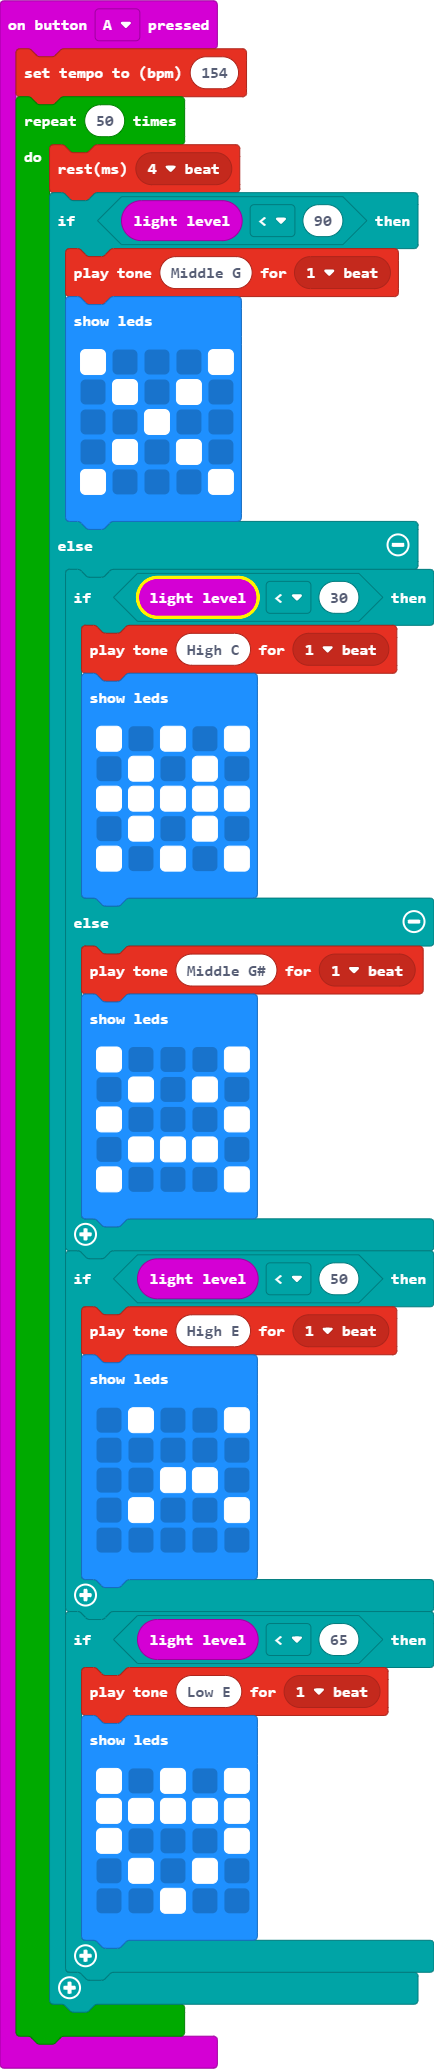 on button A pressed
set tempo to (bpm) 154
repeat 50 times
do
rest(ms) 4 beat
if light level < 90 then
play tone Middle G for 1 beat
show leds
else
if light level < 30 then
play tone High C for 1 beat
show leds
else
play tone Middle G# for 1 beat
show leds
if light level < 50 then
play tone High E for 1 beat
show leds
if light level < 65 then
play tone Low E for 1 beat
show leds